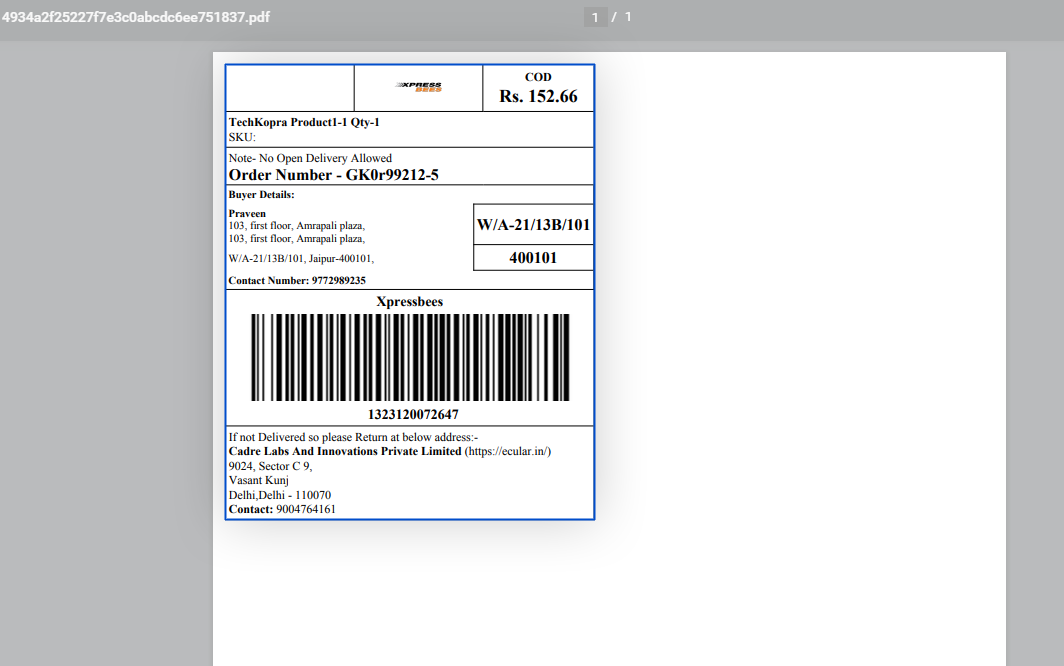 4934a2f25227f7e3c0abcdc6ee751837.pdf
1 / 1
XPRESS
BEES
COD
Rs. 152.66
TechKopra Product1-1 Qty-1
SKU:
Note- No Open Delivery Allowed
Order Number - GK0r99212-5
Buyer Details:
Praveen
103, first floor, Amrapali plaza,
103, first floor, Amrapali plaza,
W/A-21/13B/101, Jaipur-400101,
Contact Number: 9772989235
W/A-21/13B/101
400101
Xpressbees
1323120072647
If not Delivered so please Return at below address:-
Cadre Labs And Innovations Private Limited (https://ecular.in/)
9024, Sector C 9,
Vasant Kunj
Delhi,Delhi - 110070
Contact: 9004764161